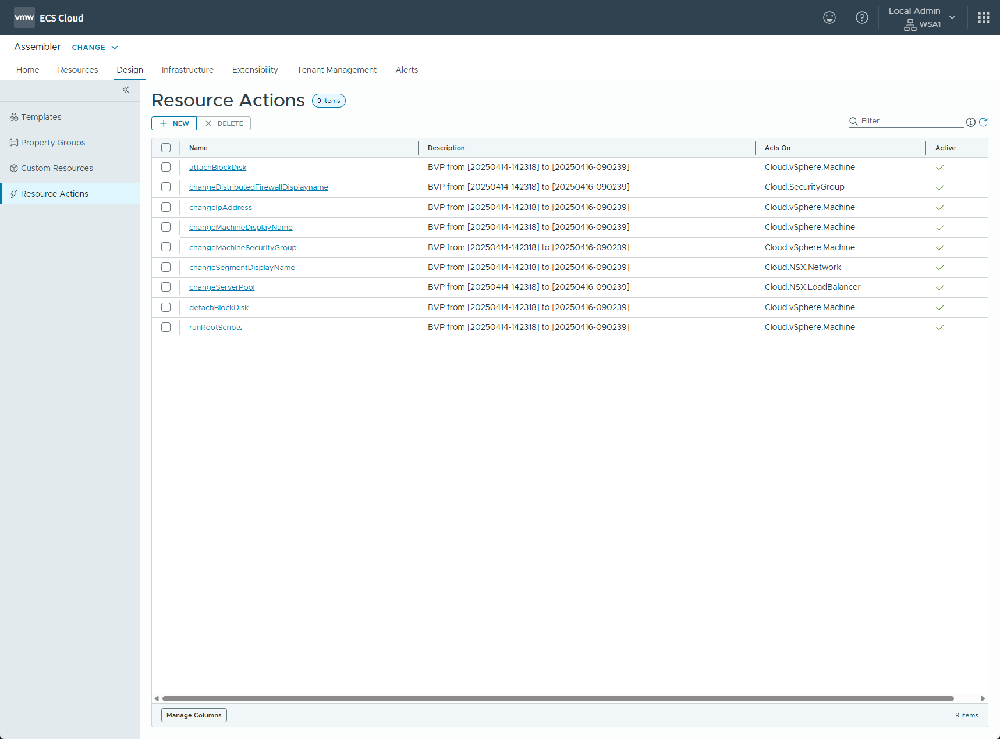 vmw ECS Cloud
Local Admin
WSA1
Assembler CHANGE
Home Resources Design Infrastructure Extensibility Tenant Management Alerts
Templates
Property Groups
Custom Resources
Resource Actions
Resource Actions 9 items
NEW DELETE
Filter...
Name Description Acts On Active
attachBlockDisk BVP from [20250414-142318] to [20250416-090239] Cloud.vSphere.Machine
changeDistributedFirewallDisplayname BVP from [20250414-142318] to [20250416-090239] Cloud.SecurityGroup
changeIpAddress BVP from [20250414-142318] to [20250416-090239] Cloud.vSphere.Machine
changeMachineDisplayName BVP from [20250414-142318] to [20250416-090239] Cloud.vSphere.Machine
changeMachineSecurityGroup BVP from [20250414-142318] to [20250416-090239] Cloud.vSphere.Machine
changeSegmentDisplayName BVP from [20250414-142318] to [20250416-090239] Cloud.NSX.Network
changeServerPool BVP from [20250414-142318] to [20250416-090239] Cloud.NSX.LoadBalancer
detachBlockDisk BVP from [20250414-142318] to [20250416-090239] Cloud.vSphere.Machine
runRootScripts BVP from [20250414-142318] to [20250416-090239] Cloud.vSphere.Machine
Manage Columns 9 items